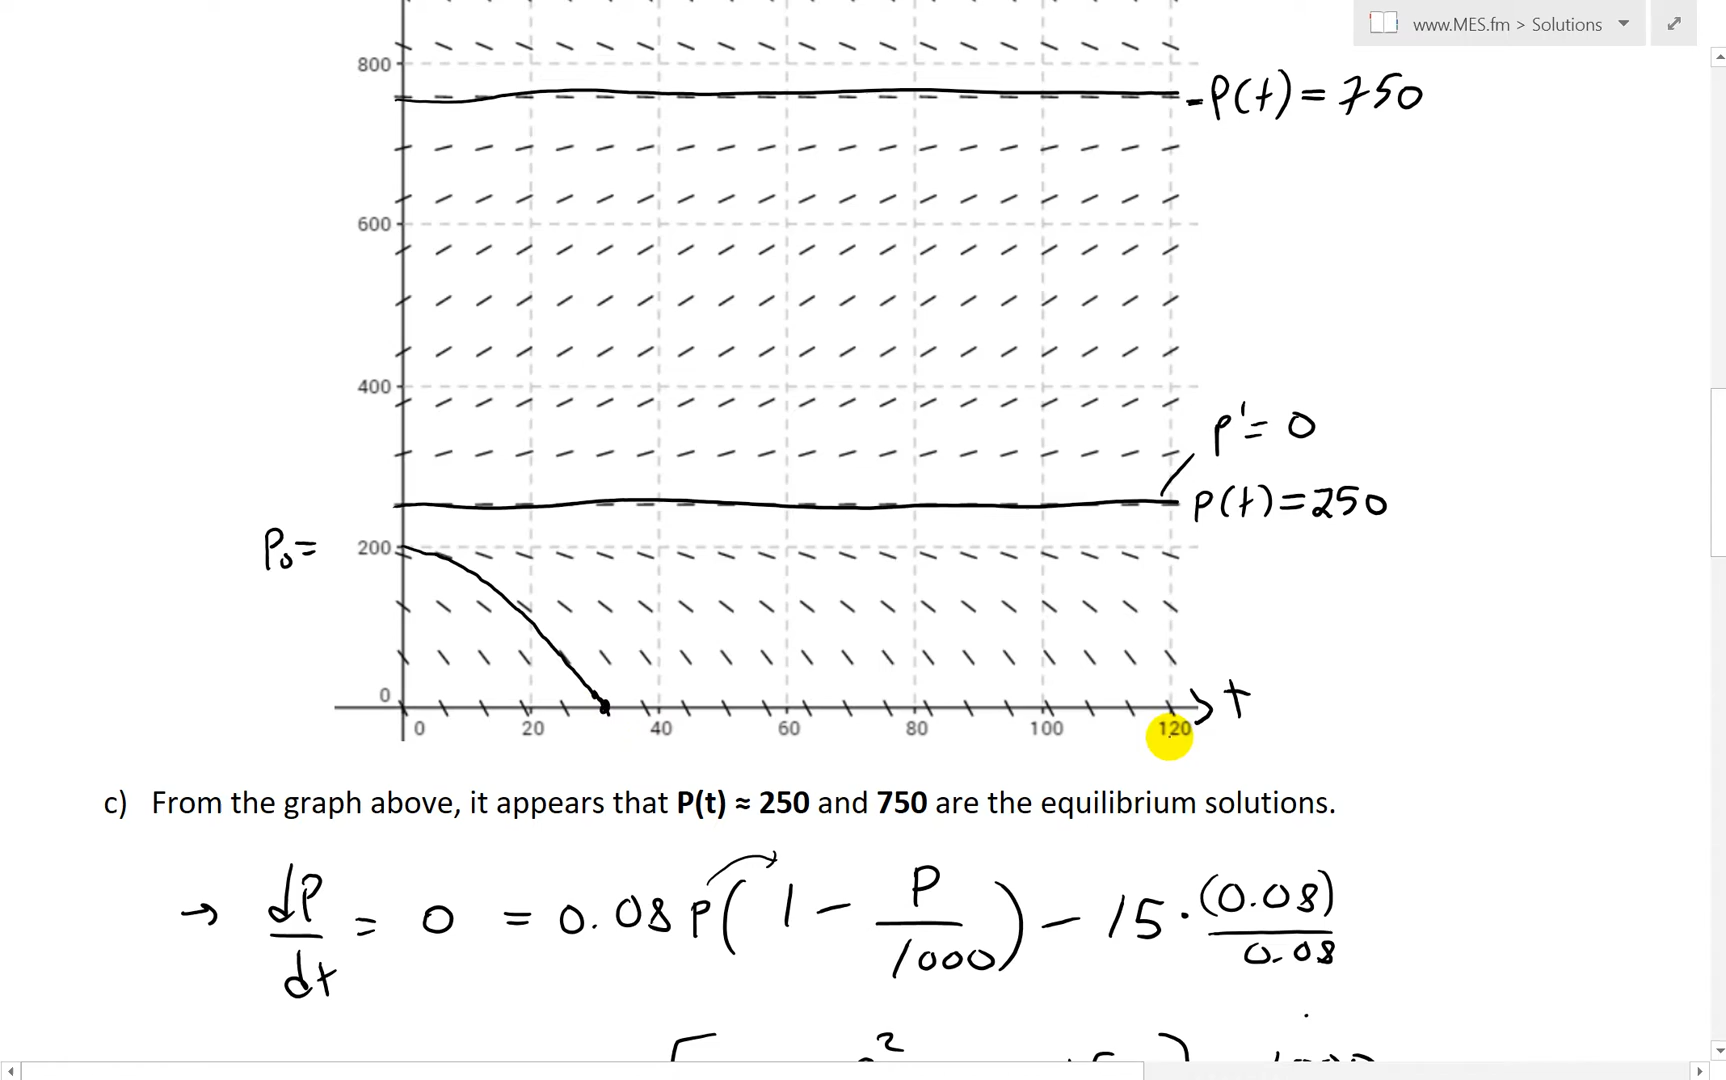 www.MES.fm > Solutions
800
-P(t) = 750
600
400
P' = 0
P(t) = 250
P₀ =
200
0
0 20 40 60 80 100 120
t
c) From the graph above, it appears that P(t) ≈ 250 and 750 are the equilibrium solutions.
→ dP/dt = 0 = 0.08P(1 - P/1000) - 15 · (0.08)/0.08